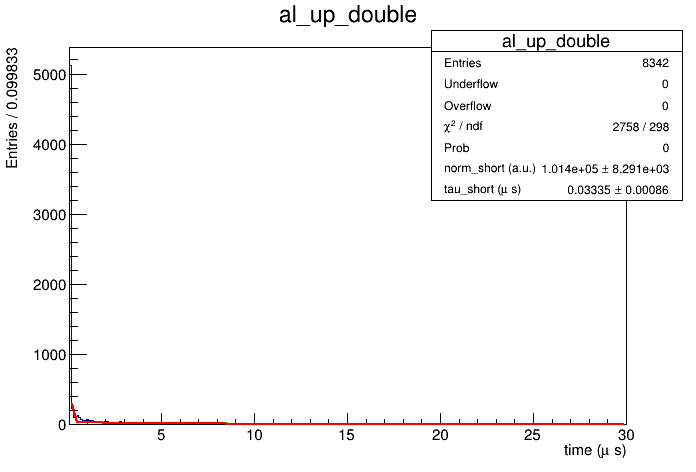 al_up_double
Entries / 0.099833
5000
4000
3000
2000
1000
0
5
10
15
20
25
30
time (μ s)
al_up_double
Entries 8342
Underflow 0
Overflow 0
χ² / ndf 2758 / 298
Prob 0
norm_short (a.u.) 1.014e+05 ± 8.291e+03
tau_short (μ s) 0.03335 ± 0.00086